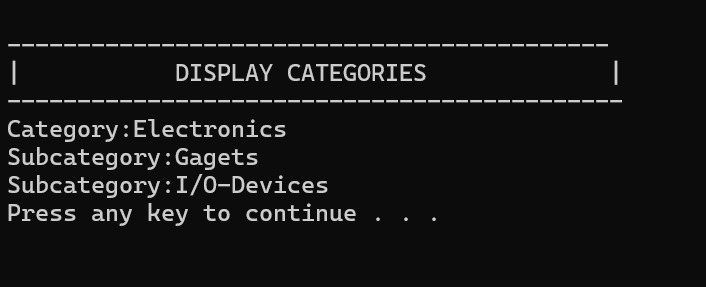 -------------------------------------------
|           DISPLAY CATEGORIES             |
--------------------------------------------
Category:Electronics
Subcategory:Gagets
Subcategory:I/O-Devices
Press any key to continue . . .